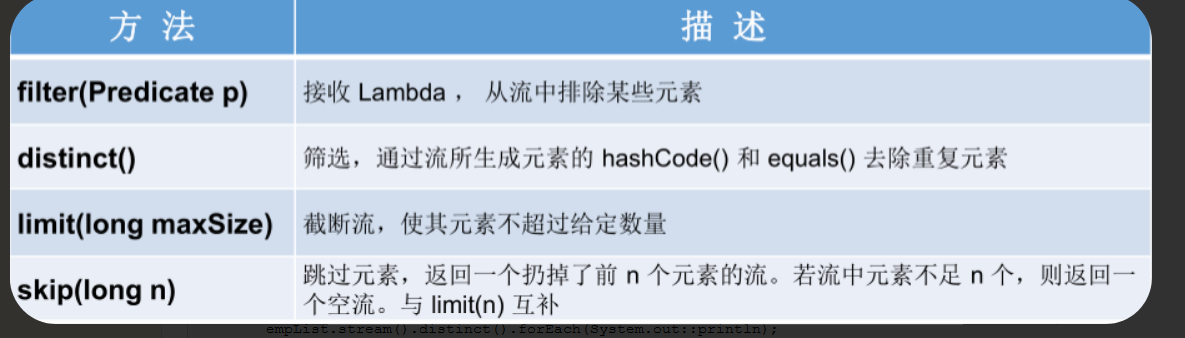 方 法 描 述
filter(Predicate p) 接收 Lambda ， 从流中排除某些元素
distinct() 筛选，通过流所生成元素的 hashCode() 和 equals() 去除重复元素
limit(long maxSize) 截断流，使其元素不超过给定数量
skip(long n) 跳过元素，返回一个扔掉了前 n 个元素的流。若流中元素不足 n 个，则返回一
个空流。与 limit(n) 互补
empList.stream().distinct().forEach(System.out::println);